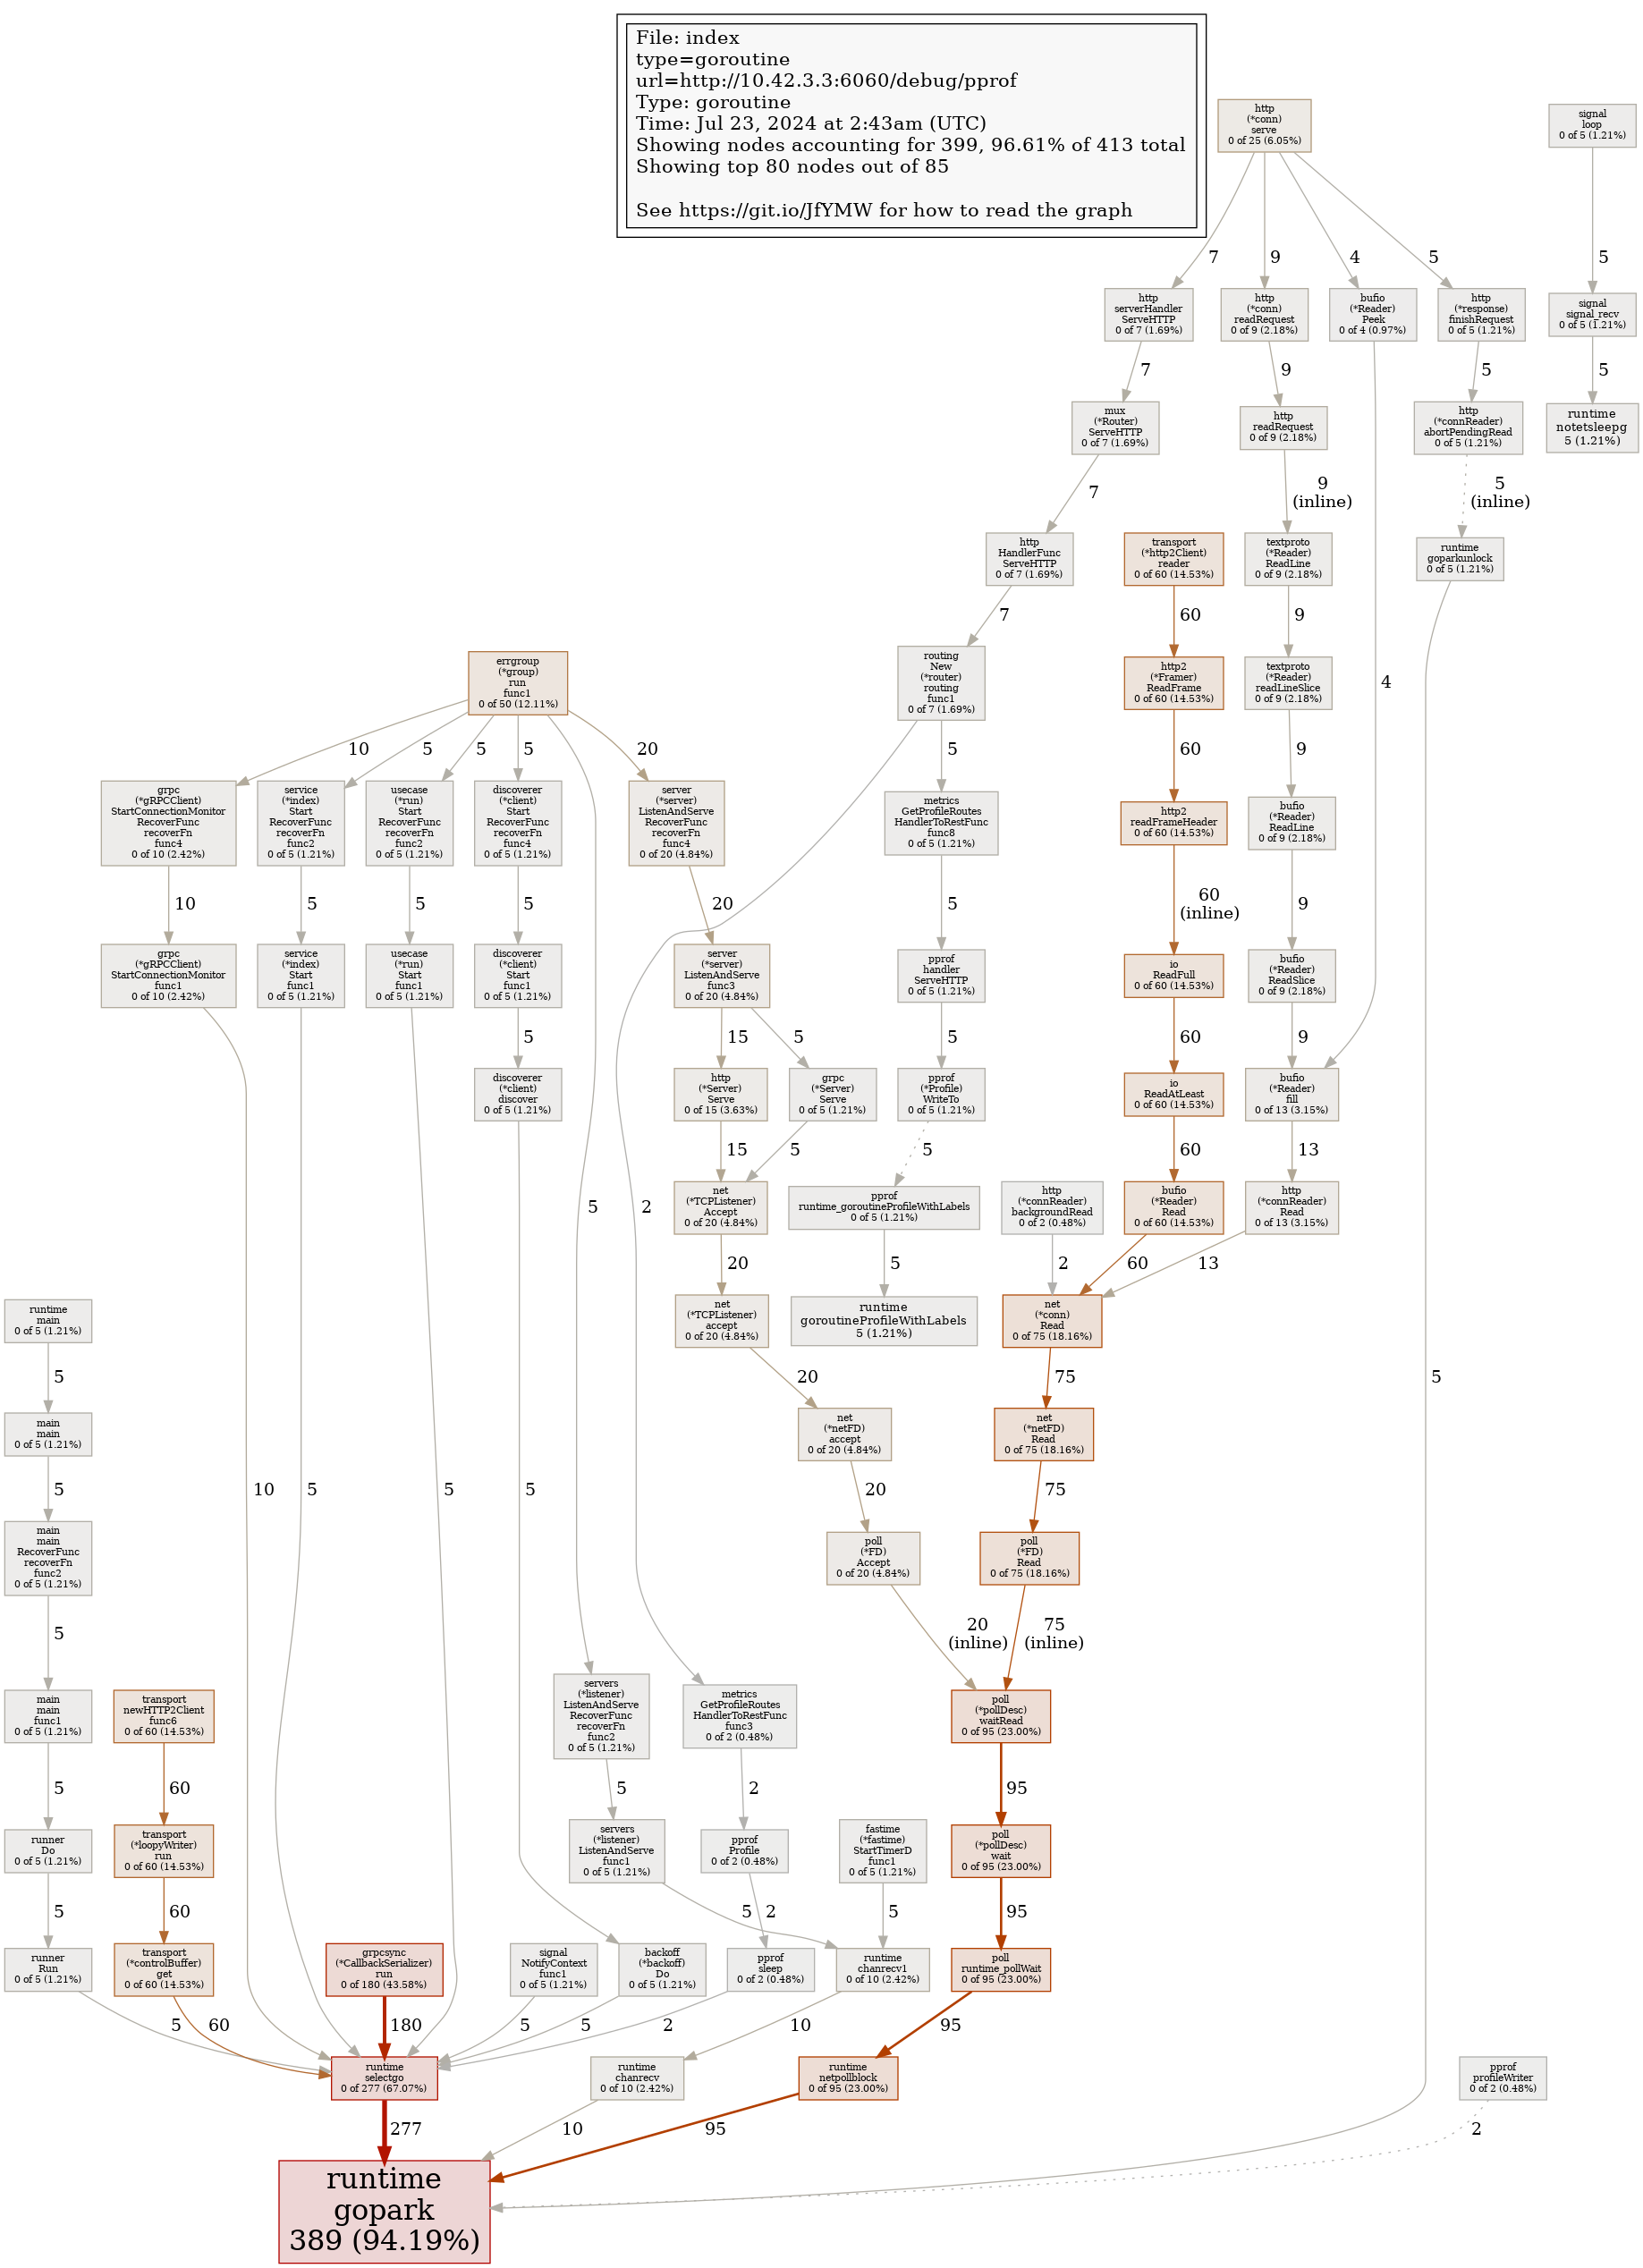 File: index
type=goroutine
url=http://10.42.3.3:6060/debug/pprof
Type: goroutine
Time: Jul 23, 2024 at 2:43am (UTC)
Showing nodes accounting for 399, 96.61% of 413 total
Showing top 80 nodes out of 85
See https://git.io/JfYMW for how to read the graph
http
(*conn)
serve
0 of 25 (6.05%)
signal
loop
0 of 5 (1.21%)
7
9
4
5
5
http
serverHandler
ServeHTTP
0 of 7 (1.69%)
http
(*conn)
readRequest
0 of 9 (2.18%)
bufio
(*Reader)
Peek
0 of 4 (0.97%)
http
(*response)
finishRequest
0 of 5 (1.21%)
signal
signal_recv
0 of 5 (1.21%)
7
9
5
5
mux
(*Router)
ServeHTTP
0 of 7 (1.69%)
http
readRequest
0 of 9 (2.18%)
http
(*connReader)
abortPendingRead
0 of 5 (1.21%)
runtime
notetsleepg
5 (1.21%)
7
9
(inline)
5
(inline)
http
HandlerFunc
ServeHTTP
0 of 7 (1.69%)
transport
(*http2Client)
reader
0 of 60 (14.53%)
textproto
(*Reader)
ReadLine
0 of 9 (2.18%)
runtime
goparkunlock
0 of 5 (1.21%)
7
60
9
errgroup
(*group)
run
func1
0 of 50 (12.11%)
routing
New
(*router)
routing
func1
0 of 7 (1.69%)
http2
(*Framer)
ReadFrame
0 of 60 (14.53%)
textproto
(*Reader)
readLineSlice
0 of 9 (2.18%)
4
10
5
5
5
20
5
60
9
grpc
(*gRPCClient)
StartConnectionMonitor
RecoverFunc
recoverFn
func4
0 of 10 (2.42%)
service
(*index)
Start
RecoverFunc
recoverFn
func2
0 of 5 (1.21%)
usecase
(*run)
Start
RecoverFunc
recoverFn
func2
0 of 5 (1.21%)
discoverer
(*client)
Start
RecoverFunc
recoverFn
func4
0 of 5 (1.21%)
server
(*server)
ListenAndServe
RecoverFunc
recoverFn
func4
0 of 20 (4.84%)
metrics
GetProfileRoutes
HandlerToRestFunc
func8
0 of 5 (1.21%)
http2
readFrameHeader
0 of 60 (14.53%)
bufio
(*Reader)
ReadLine
0 of 9 (2.18%)
10
5
5
5
20
5
60
(inline)
9
grpc
(*gRPCClient)
StartConnectionMonitor
func1
0 of 10 (2.42%)
service
(*index)
Start
func1
0 of 5 (1.21%)
usecase
(*run)
Start
func1
0 of 5 (1.21%)
discoverer
(*client)
Start
func1
0 of 5 (1.21%)
server
(*server)
ListenAndServe
func3
0 of 20 (4.84%)
pprof
handler
ServeHTTP
0 of 5 (1.21%)
io
ReadFull
0 of 60 (14.53%)
bufio
(*Reader)
ReadSlice
0 of 9 (2.18%)
5
15
5
5
60
9
discoverer
(*client)
discover
0 of 5 (1.21%)
http
(*Server)
Serve
0 of 15 (3.63%)
grpc
(*Server)
Serve
0 of 5 (1.21%)
pprof
(*Profile)
WriteTo
0 of 5 (1.21%)
io
ReadAtLeast
0 of 60 (14.53%)
bufio
(*Reader)
fill
0 of 13 (3.15%)
15
5
5
60
13
5
2
net
(*TCPListener)
Accept
0 of 20 (4.84%)
pprof
runtime_goroutineProfileWithLabels
0 of 5 (1.21%)
http
(*connReader)
backgroundRead
0 of 2 (0.48%)
bufio
(*Reader)
Read
0 of 60 (14.53%)
http
(*connReader)
Read
0 of 13 (3.15%)
20
5
2
60
13
runtime
main
0 of 5 (1.21%)
net
(*TCPListener)
accept
0 of 20 (4.84%)
runtime
goroutineProfileWithLabels
5 (1.21%)
net
(*conn)
Read
0 of 75 (18.16%)
5
20
75
5
main
main
0 of 5 (1.21%)
net
(*netFD)
accept
0 of 20 (4.84%)
net
(*netFD)
Read
0 of 75 (18.16%)
5
10
5
5
5
20
75
main
main
RecoverFunc
recoverFn
func2
0 of 5 (1.21%)
poll
(*FD)
Accept
0 of 20 (4.84%)
poll
(*FD)
Read
0 of 75 (18.16%)
5
20
(inline)
75
(inline)
main
main
func1
0 of 5 (1.21%)
transport
newHTTP2Client
func6
0 of 60 (14.53%)
servers
(*listener)
ListenAndServe
RecoverFunc
recoverFn
func2
0 of 5 (1.21%)
metrics
GetProfileRoutes
HandlerToRestFunc
func3
0 of 2 (0.48%)
poll
(*pollDesc)
waitRead
0 of 95 (23.00%)
5
60
5
2
95
runner
Do
0 of 5 (1.21%)
transport
(*loopyWriter)
run
0 of 60 (14.53%)
servers
(*listener)
ListenAndServe
func1
0 of 5 (1.21%)
pprof
Profile
0 of 2 (0.48%)
fastime
(*fastime)
StartTimerD
func1
0 of 5 (1.21%)
poll
(*pollDesc)
wait
0 of 95 (23.00%)
5
60
5
2
5
95
runner
Run
0 of 5 (1.21%)
transport
(*controlBuffer)
get
0 of 60 (14.53%)
grpcsync
(*CallbackSerializer)
run
0 of 180 (43.58%)
signal
NotifyContext
func1
0 of 5 (1.21%)
backoff
(*backoff)
Do
0 of 5 (1.21%)
pprof
sleep
0 of 2 (0.48%)
runtime
chanrecv1
0 of 10 (2.42%)
poll
runtime_pollWait
0 of 95 (23.00%)
5
60
180
5
5
2
10
95
runtime
selectgo
0 of 277 (67.07%)
runtime
chanrecv
0 of 10 (2.42%)
runtime
netpollblock
0 of 95 (23.00%)
pprof
profileWriter
0 of 2 (0.48%)
277
10
95
2
runtime
gopark
389 (94.19%)